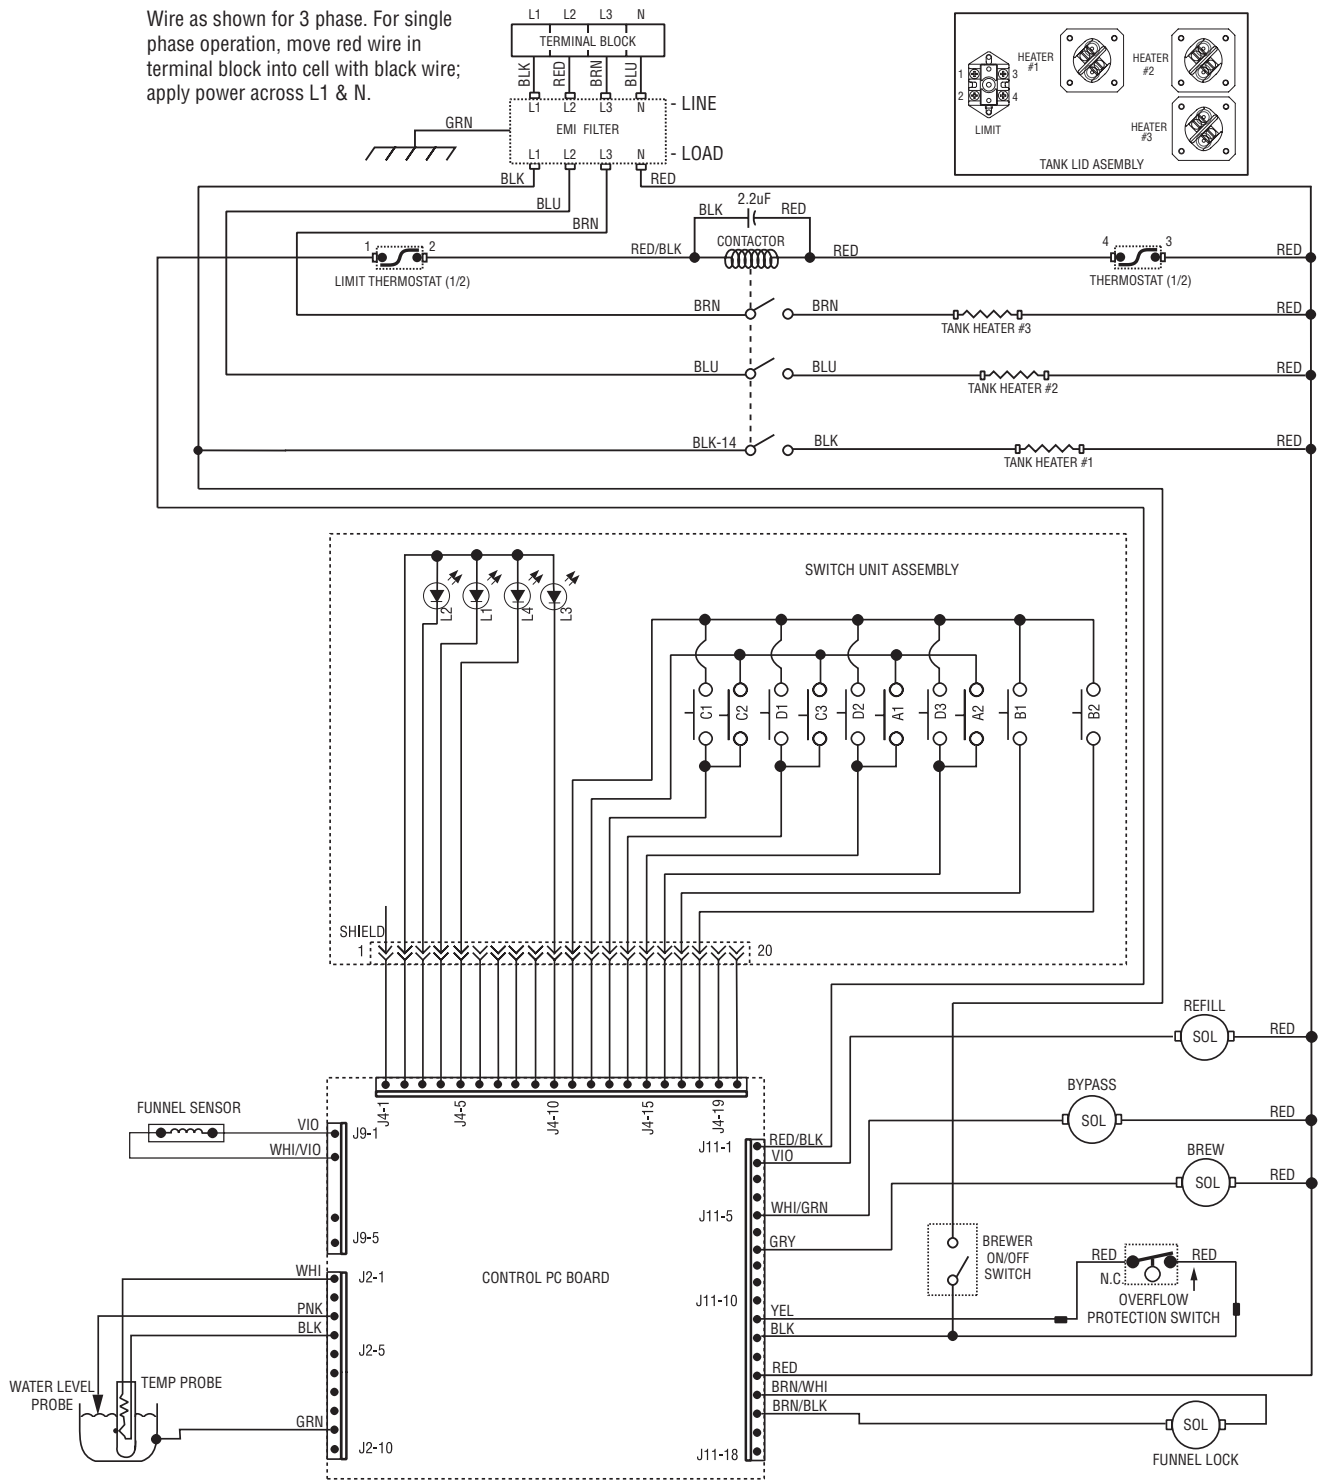 Wire as shown for 3 phase. For single
phase operation, move red wire in
terminal block into cell with black wire;
apply power across L1 & N.
L1 L2 L3 N
TERMINAL BLOCK
BLK RED BRN BLU
L1 L2 L3 N - LINE
EMI FILTER
GRN
L1 L2 L3 N - LOAD
BLK RED
BLU
BRN
HEATER
#1
HEATER
#2
1 3
2 4
LIMIT
HEATER
#3
TANK LID ASEMBLY
2.2uF
BLK RED
CONTACTOR
1 2
RED/BLK RED
4 3
RED
LIMIT THERMOSTAT (1/2)
THERMOSTAT (1/2)
BRN BRN RED
TANK HEATER #3
BLU BLU RED
TANK HEATER #2
BLK-14 BLK RED
TANK HEATER #1
SWITCH UNIT ASSEMBLY
L2 L1 L4 L3
C1 C2 D1 C3 D2 A1 D3 A2 B1 B2
SHIELD
1 20
J4-1 J4-5 J4-10 J4-15 J4-19
REFILL
SOL RED
BYPASS
SOL RED
BREW
SOL RED
FUNNEL SENSOR
VIO J9-1
WHI/VIO
J9-5
J11-1 RED/BLK
VIO
J11-5 WHI/GRN
GRY
BREWER
ON/OFF
SWITCH
RED RED
N.C.
OVERFLOW
PROTECTION SWITCH
CONTROL PC BOARD
WHI J2-1
PNK
BLK
J2-5
J11-10
YEL
BLK
RED
BRN/WHI
BRN/BLK
J11-18
WATER LEVEL
PROBE
TEMP PROBE
GRN
J2-10
SOL
FUNNEL LOCK